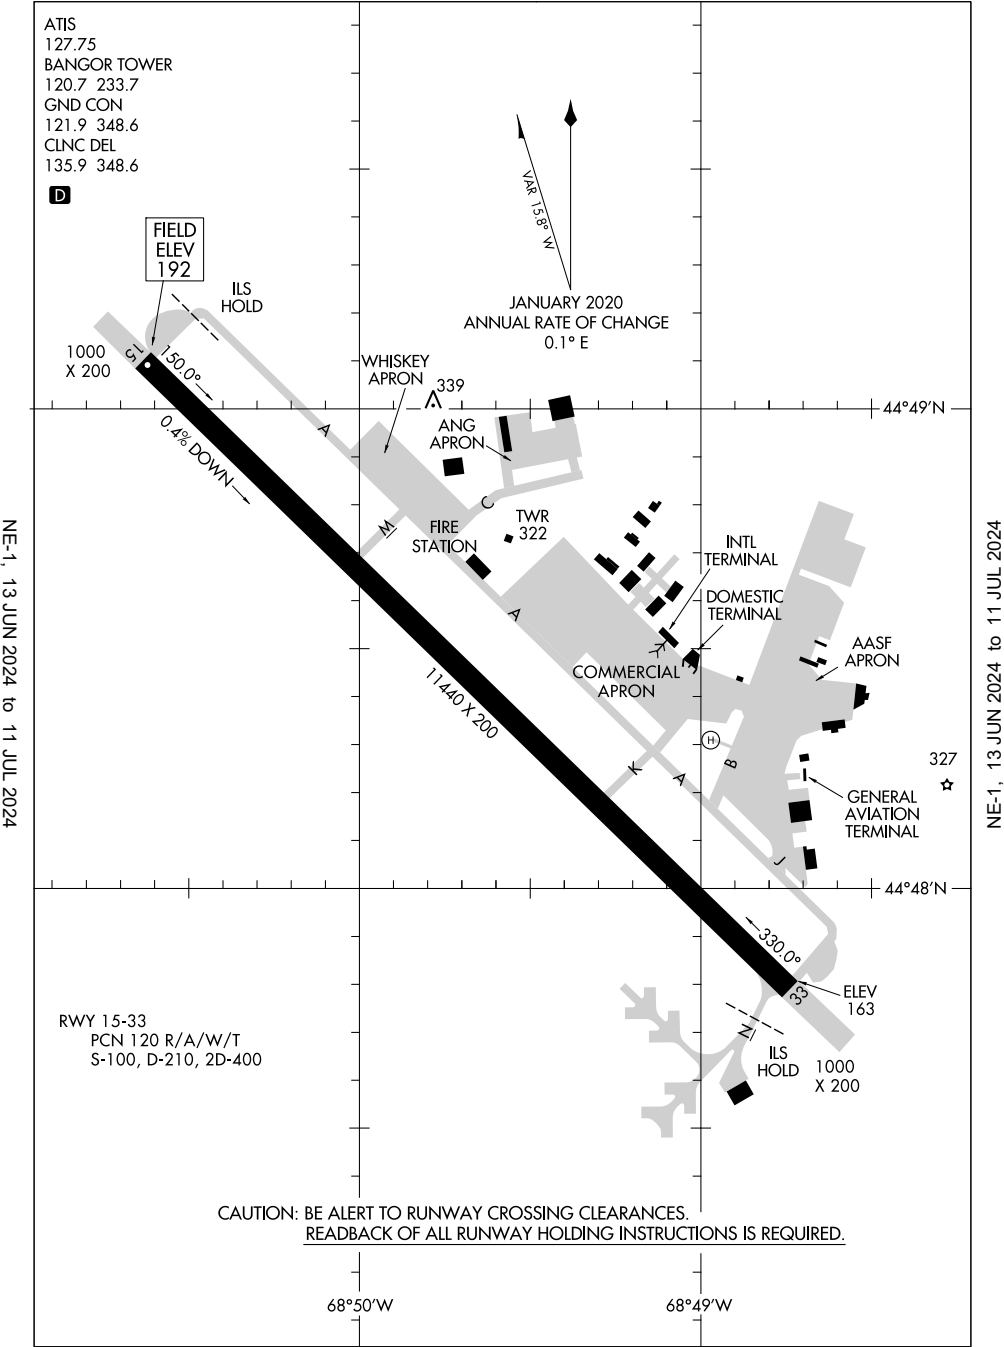 ATIS
127.75
BANGOR TOWER
120.7 233.7
GND CON
121.9 348.6
CLNC DEL
135.9 348.6
D
FIELD
ELEV
192
ILS
HOLD
VAR 15.8° W
JANUARY 2020
ANNUAL RATE OF CHANGE
0.1° E
1000
X 200
15
150.0°
0.4% DOWN
WHISKEY
APRON
339
ANG
APRON
44°49'N
A
C
M
FIRE
STATION
TWR
322
INTL
TERMINAL
DOMESTIC
TERMINAL
A
COMMERCIAL
APRON
AASF
APRON
11440 X 200
H
B
K
A
327
GENERAL
AVIATION
TERMINAL
J
44°48'N
330.0°
33
ELEV
163
N
ILS
HOLD
1000
X 200
RWY 15-33
PCN 120 R/A/W/T
S-100, D-210, 2D-400
CAUTION: BE ALERT TO RUNWAY CROSSING CLEARANCES.
READBACK OF ALL RUNWAY HOLDING INSTRUCTIONS IS REQUIRED.
68°50'W
68°49'W
NE-1, 13 JUN 2024 to 11 JUL 2024
NE-1, 13 JUN 2024 to 11 JUL 2024